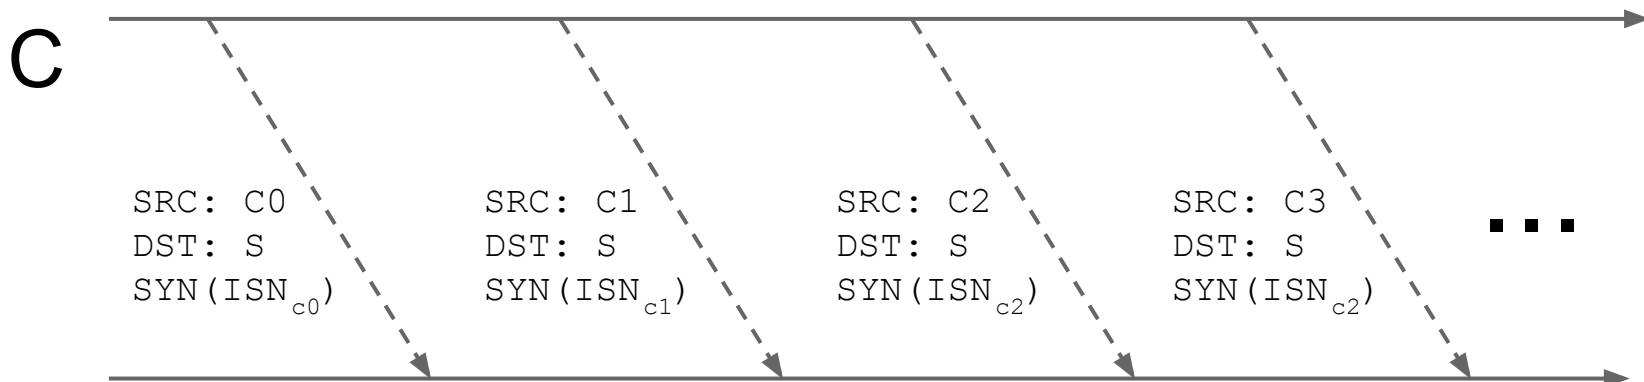 C
SRC: C0
DST: S
SYN(ISNc0)
SRC: C1
DST: S
SYN(ISNc1)
SRC: C2
DST: S
SYN(ISNc2)
SRC: C3
DST: S
SYN(ISNc2)
...